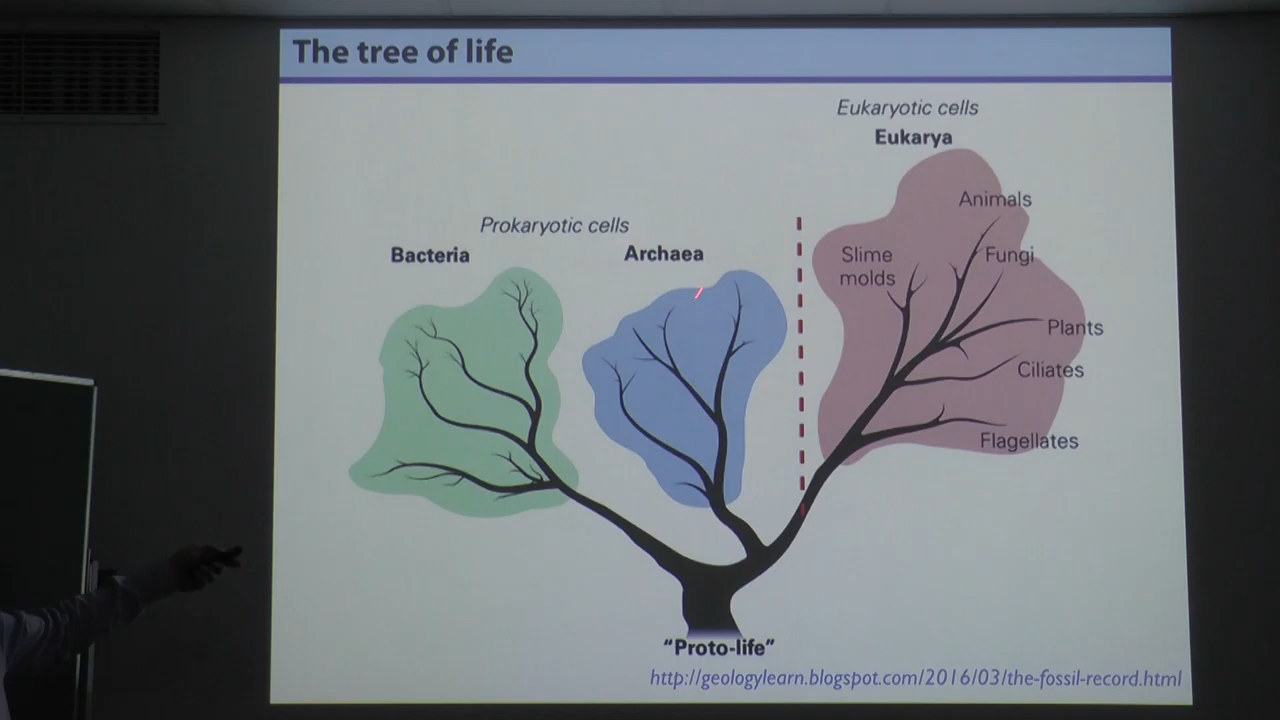 The tree of life
Eukaryotic cells
Eukarya
Animals
Prokaryotic cells
Bacteria
Archaea
Slime
molds
Fungi
Plants
Ciliates
Flagellates
“Proto-life”
http://geologylearn.blogspot.com/2016/03/the-fossil-record.html